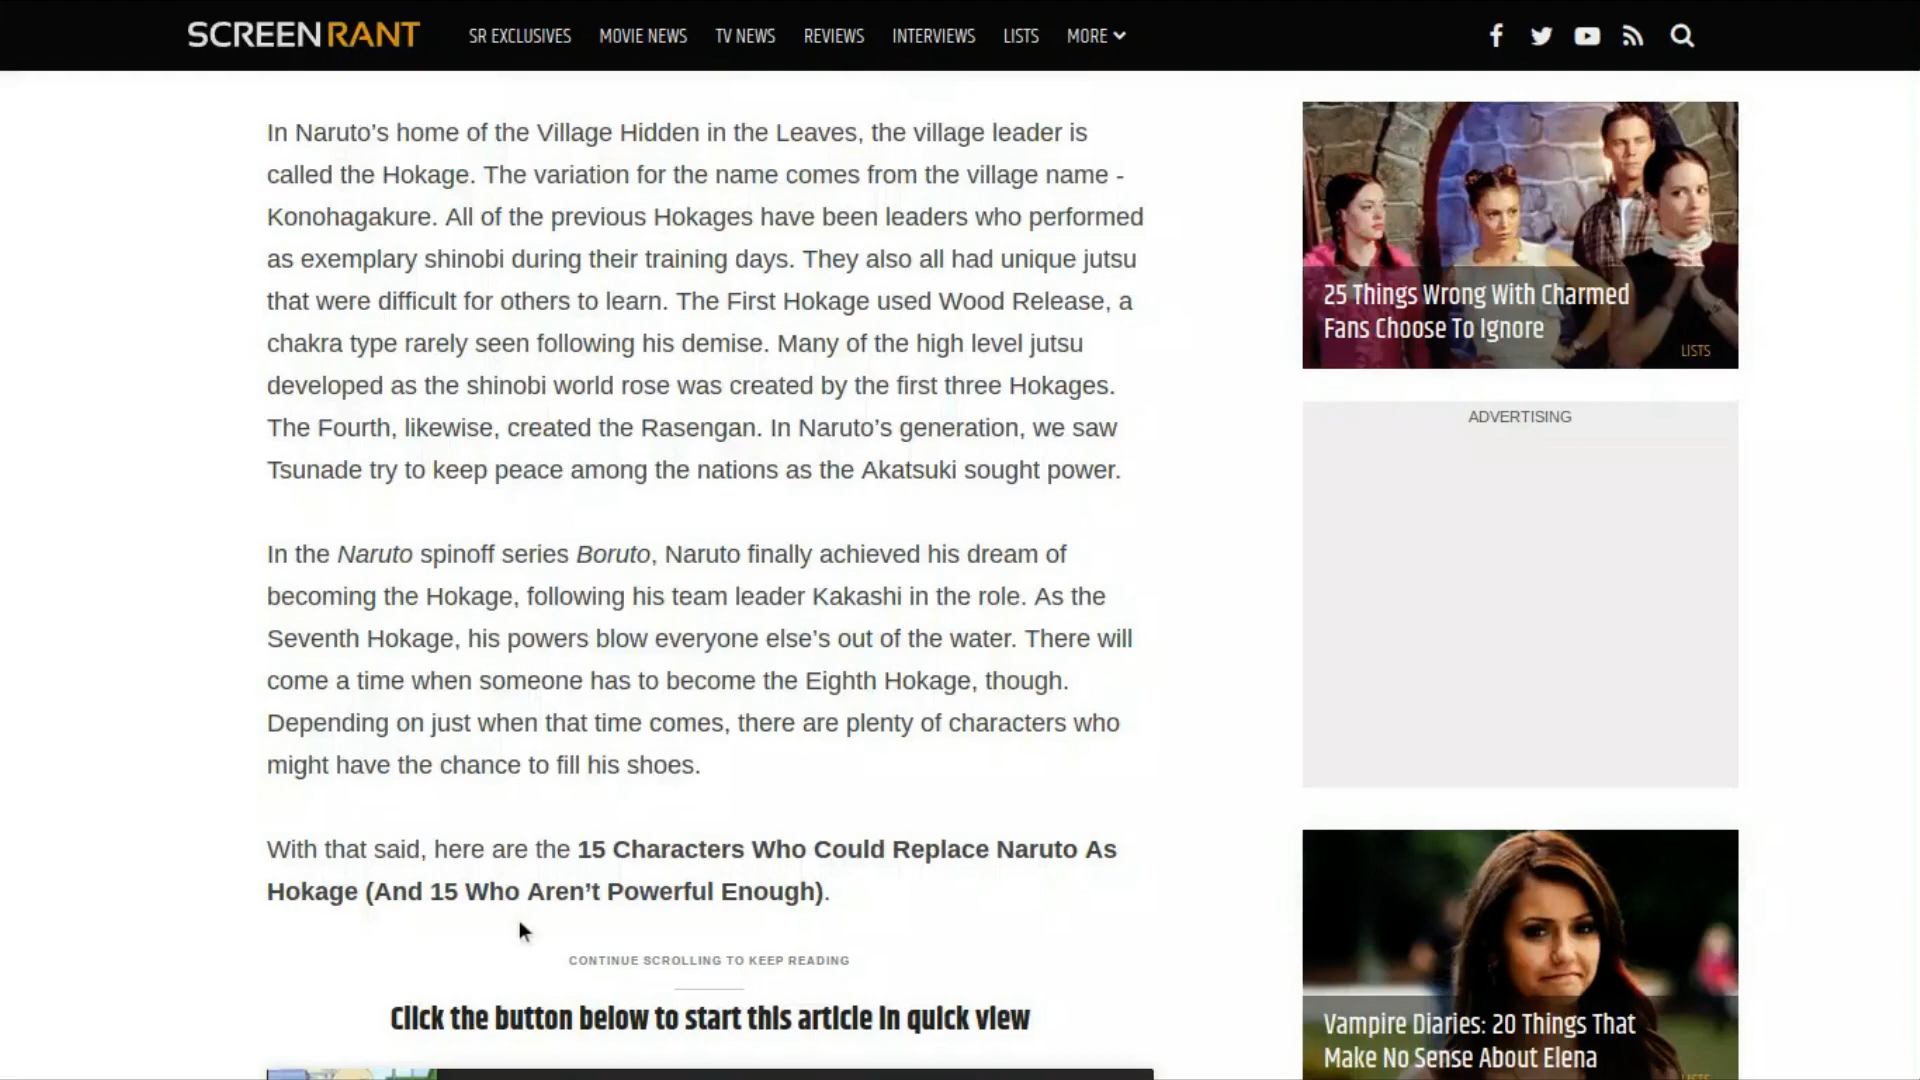 SCREENRANT
SR EXCLUSIVES MOVIE NEWS TV NEWS REVIEWS INTERVIEWS LISTS MORE
In Naruto’s home of the Village Hidden in the Leaves, the village leader is
called the Hokage. The variation for the name comes from the village name -
Konohagakure. All of the previous Hokages have been leaders who performed
as exemplary shinobi during their training days. They also all had unique jutsu
that were difficult for others to learn. The First Hokage used Wood Release, a
chakra type rarely seen following his demise. Many of the high level jutsu
developed as the shinobi world rose was created by the first three Hokages.
The Fourth, likewise, created the Rasengan. In Naruto’s generation, we saw
Tsunade try to keep peace among the nations as the Akatsuki sought power.
In the Naruto spinoff series Boruto, Naruto finally achieved his dream of
becoming the Hokage, following his team leader Kakashi in the role. As the
Seventh Hokage, his powers blow everyone else’s out of the water. There will
come a time when someone has to become the Eighth Hokage, though.
Depending on just when that time comes, there are plenty of characters who
might have the chance to fill his shoes.
With that said, here are the 15 Characters Who Could Replace Naruto As
Hokage (And 15 Who Aren’t Powerful Enough).
CONTINUE SCROLLING TO KEEP READING
Click the button below to start this article in quick view
25 Things Wrong With Charmed
Fans Choose To Ignore
LISTS
ADVERTISING
Vampire Diaries: 20 Things That
Make No Sense About Elena
LISTS